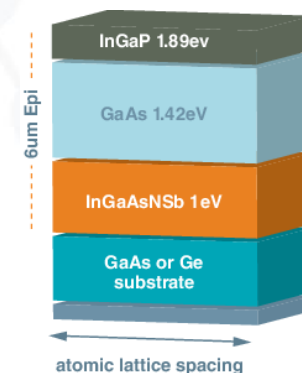 InGaP 1.89ev
GaAs 1.42eV
6um Epi
InGaAsNSb 1eV
GaAs or Ge
substrate
atomic lattice spacing